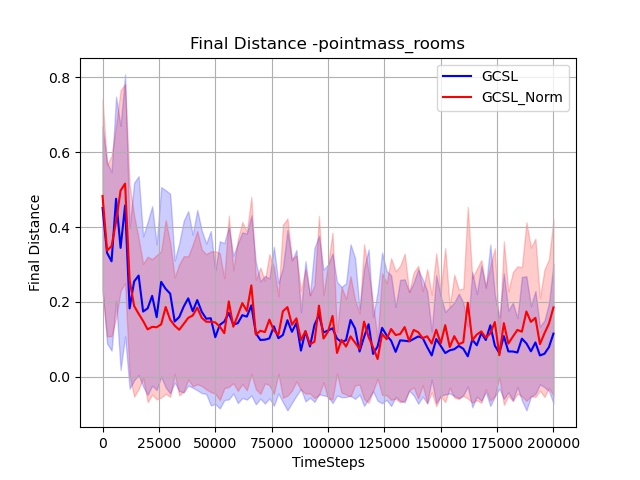 Final Distance -pointmass_rooms
GCSL
GCSL_Norm
Final Distance
0.8
0.6
0.4
0.2
0.0
0 25000 50000 75000 100000 125000 150000 175000 200000
TimeSteps